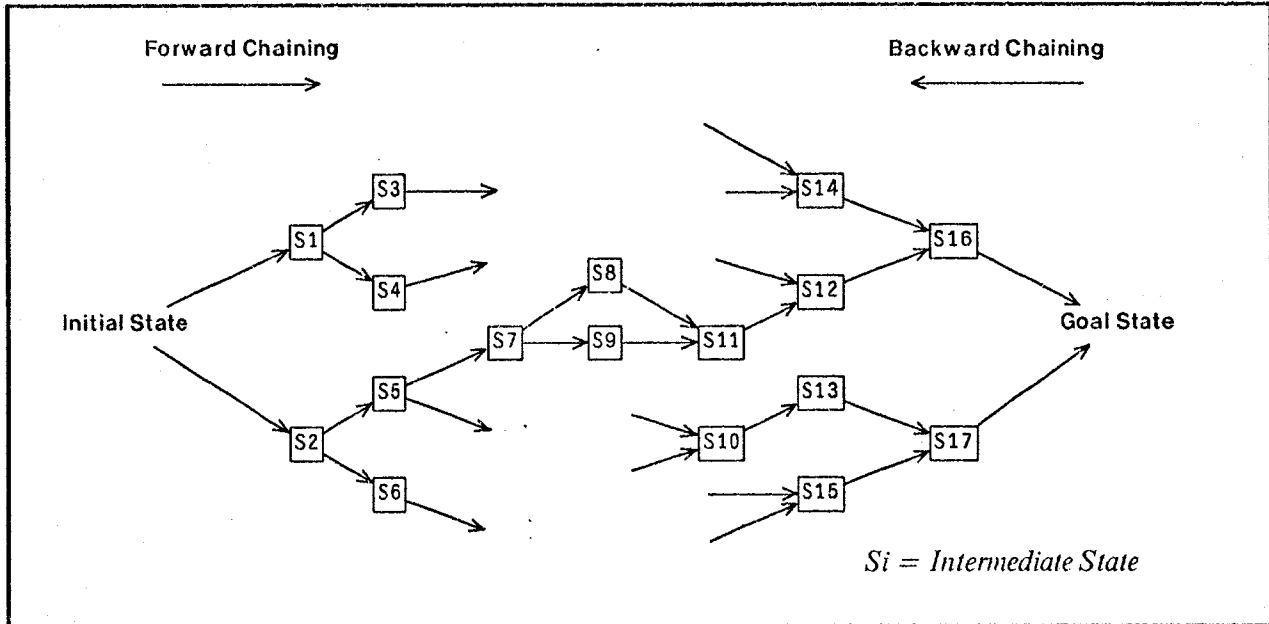 Forward Chaining
Backward Chaining
S3
S14
S1
S16
S8
S4
S12
Initial State
Goal State
S7
S9
S11
S5
S13
S2
S10
S17
S6
S15
Si = Intermediate State